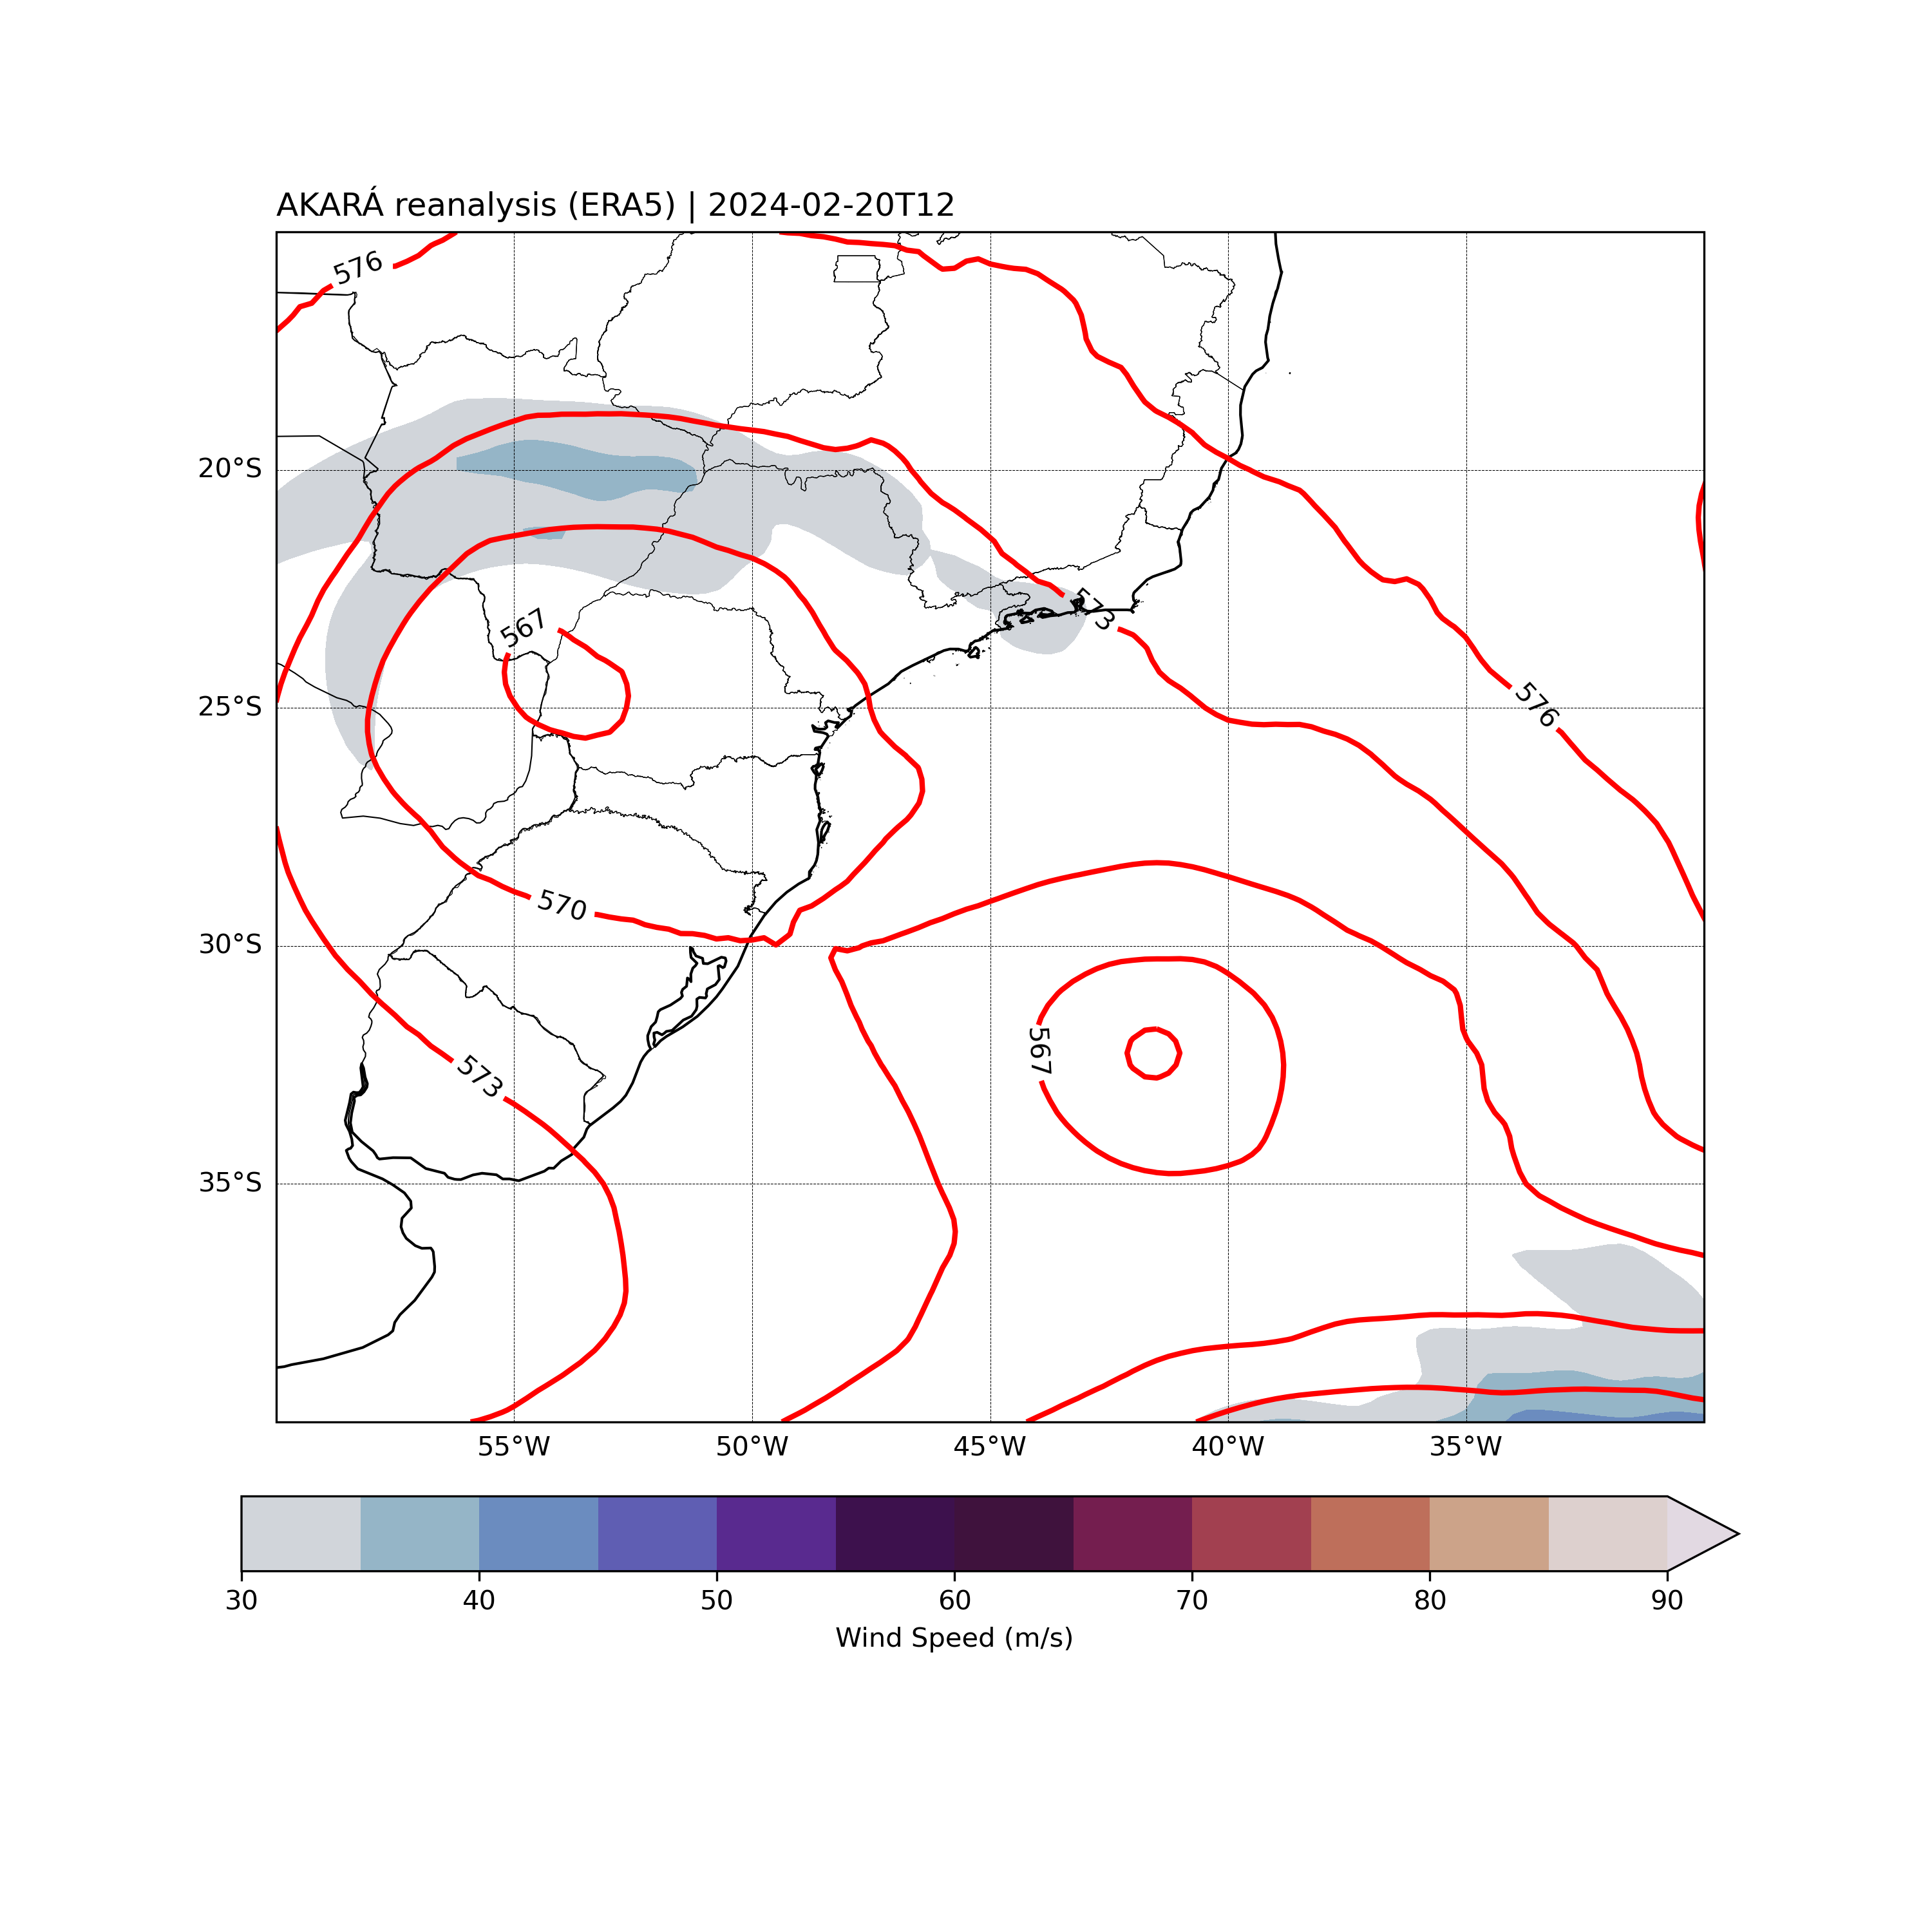 AKARÁ reanalysis (ERA5) | 2024-02-20T12
576
20°S
567
573
25°S
576
570
30°S
567
573
35°S
55°W 50°W 45°W 40°W 35°W
30 40 50 60 70 80 90
Wind Speed (m/s)